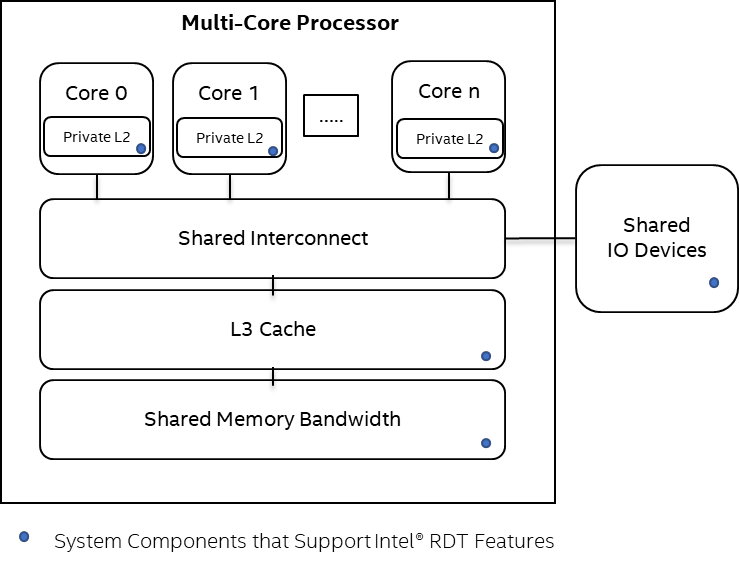 Multi-Core Processor
Core 0
Private L2
Core 1
Private L2
.....
Core n
Private L2
Shared Interconnect
Shared
IO Devices
L3 Cache
Shared Memory Bandwidth
System Components that Support Intel® RDT Features